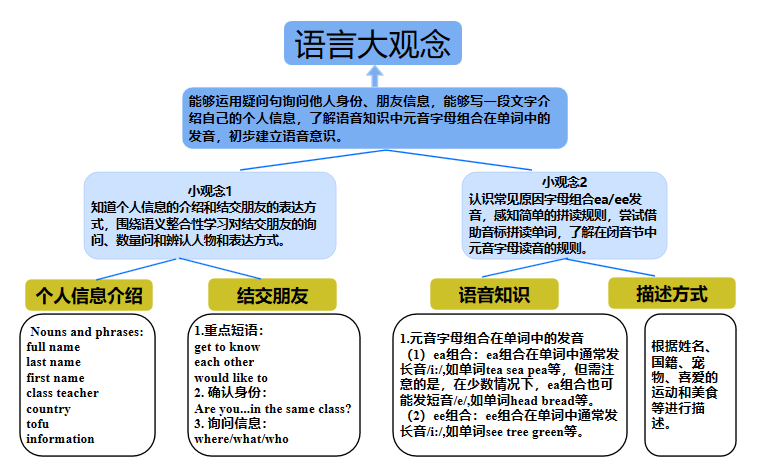 语言大观念
能够运用疑问句询问他人身份、朋友信息，能够写一段文字介
绍自己的个人信息，了解语音知识中元音字母组合在单词中的
发音，初步建立语音意识。
小观念1
知道个人信息的介绍和结交朋友的表达方
式，围绕语义整合性学习对结交朋友的询
问、数量问和辨认人物和表达方式。
小观念2
认识常见原因字母组合ea/ee发
音，感知简单的拼读规则，尝试借
助音标拼读单词，了解在闭音节中
元音字母读音的规则。
个人信息介绍
Nouns and phrases:
full name
last name
first name
class teacher
country
tofu
information
结交朋友
1.重点短语：
get to know
each other
would like to
2. 确认身份：
Are you...in the same class?
3. 询问信息：
where/what/who
语音知识
1.元音字母组合在单词中的发音
（1）ea组合：ea组合在单词中通常发
长音/i:/,如单词tea sea pea等，但需注
意的是，在少数情况下，ea组合也可
能发短音/e/,如单词head bread等。
（2）ee组合：ee组合在单词中通常发
长音/i:/,如单词see tree green等。
描述方式
根据姓名、
国籍、宠
物、喜爱的
运动和美食
等进行描
述。